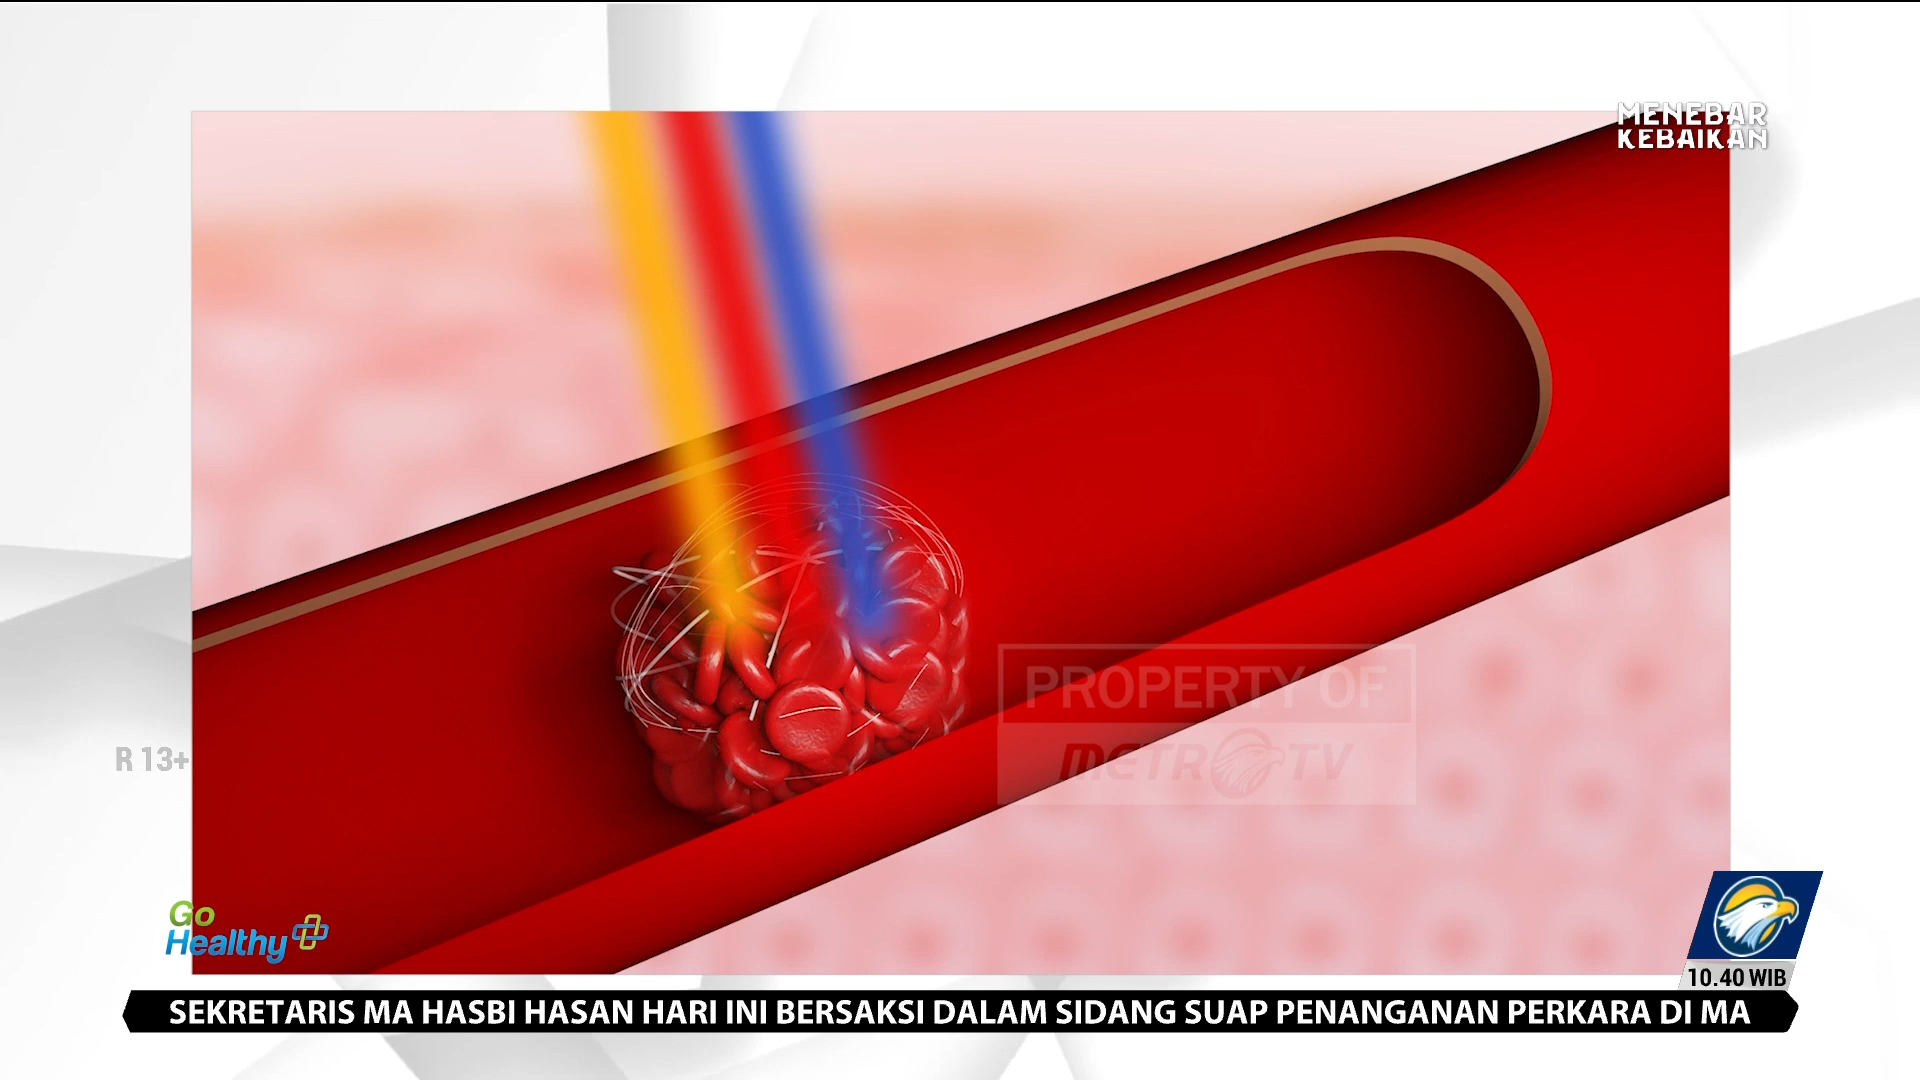 MENEBAR
KEBAIKAN
PROPERTY OF
METRO TV
R 13+
Go
Healthy
10.40 WIB
SEKRETARIS MA HASBI HASAN HARI INI BERSAKSI DALAM SIDANG SUAP PENANGANAN PERKARA DI MA